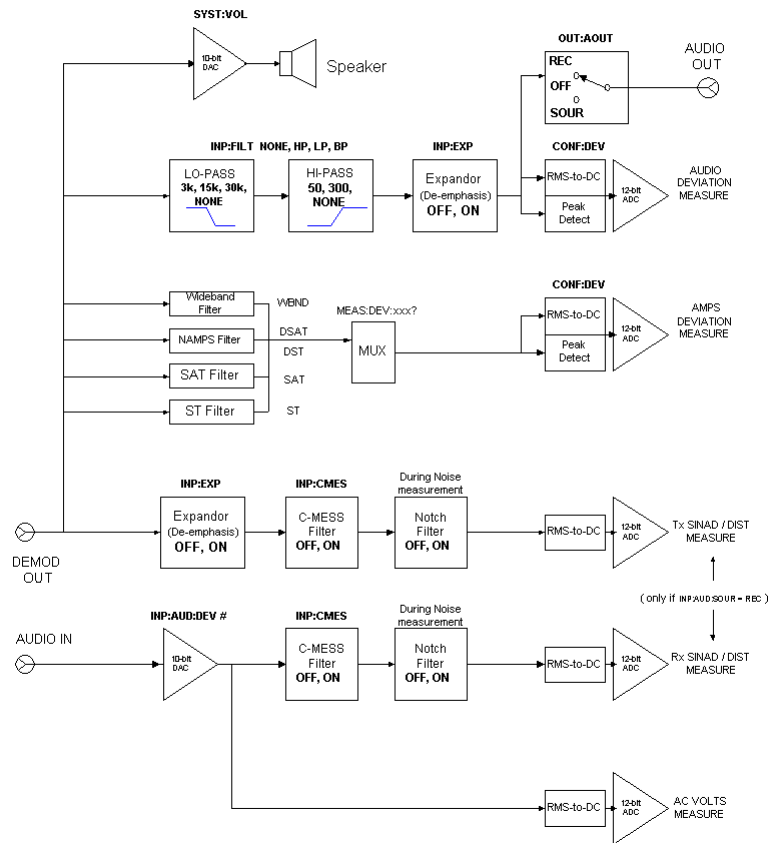 SYST:VOL
10-bit
DAC
Speaker
OUT:AOUT
REC
OFF
SOUR
AUDIO
OUT
INP:FILT NONE, HP, LP, BP
LO-PASS
3k, 15k, 30k,
NONE
HI-PASS
50, 300,
NONE
INP:EXP
Expandor
(De-emphasis)
OFF, ON
CONF:DEV
RMS-to-DC
Peak
Detect
12-bit
ADC
AUDIO
DEVIATION
MEASURE
Wideband
Filter
WBND
NAMPS Filter
DSAT
DST
SAT Filter
SAT
ST Filter
ST
MEAS:DEV:xxx?
MUX
CONF:DEV
RMS-to-DC
Peak
Detect
12-bit
ADC
AMPS
DEVIATION
MEASURE
DEMOD
OUT
INP:EXP
Expandor
(De-emphasis)
OFF, ON
INP:CMES
C-MESS
Filter
OFF, ON
During Noise
measurement
Notch
Filter
OFF, ON
RMS-to-DC
12-bit
ADC
Tx SINAD / DIST
MEASURE
( only if INP:AUD:SOUR = REC )
AUDIO IN
INP:AUD:DEV #
10-bit
DAC
INP:CMES
C-MESS
Filter
OFF, ON
During Noise
measurement
Notch
Filter
OFF, ON
RMS-to-DC
12-bit
ADC
Rx SINAD / DIST
MEASURE
RMS-to-DC
12-bit
ADC
AC VOLTS
MEASURE